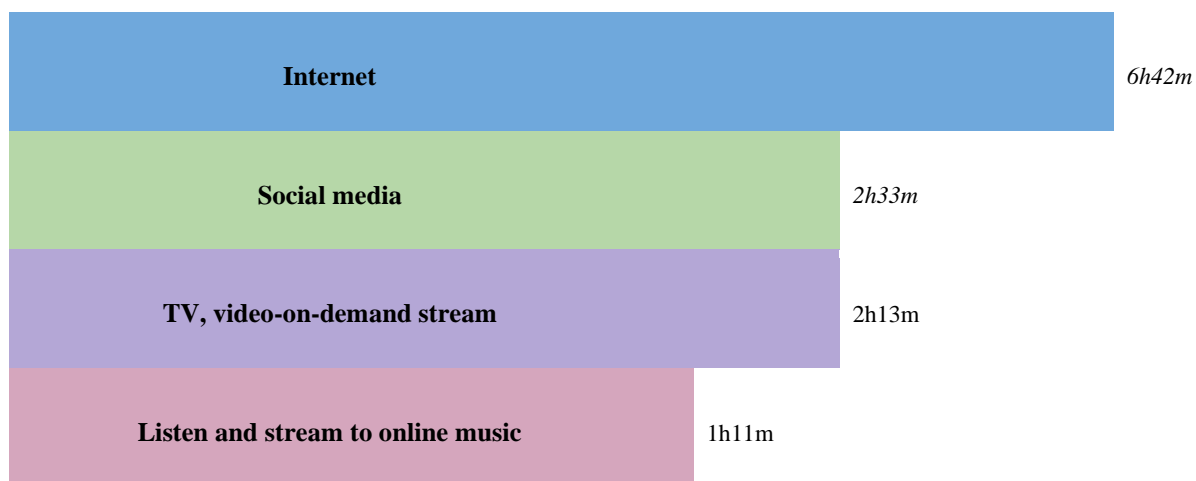 Internet 6h42m
Social media 2h33m
TV, video-on-demand stream 2h13m
Listen and stream to online music 1h11m